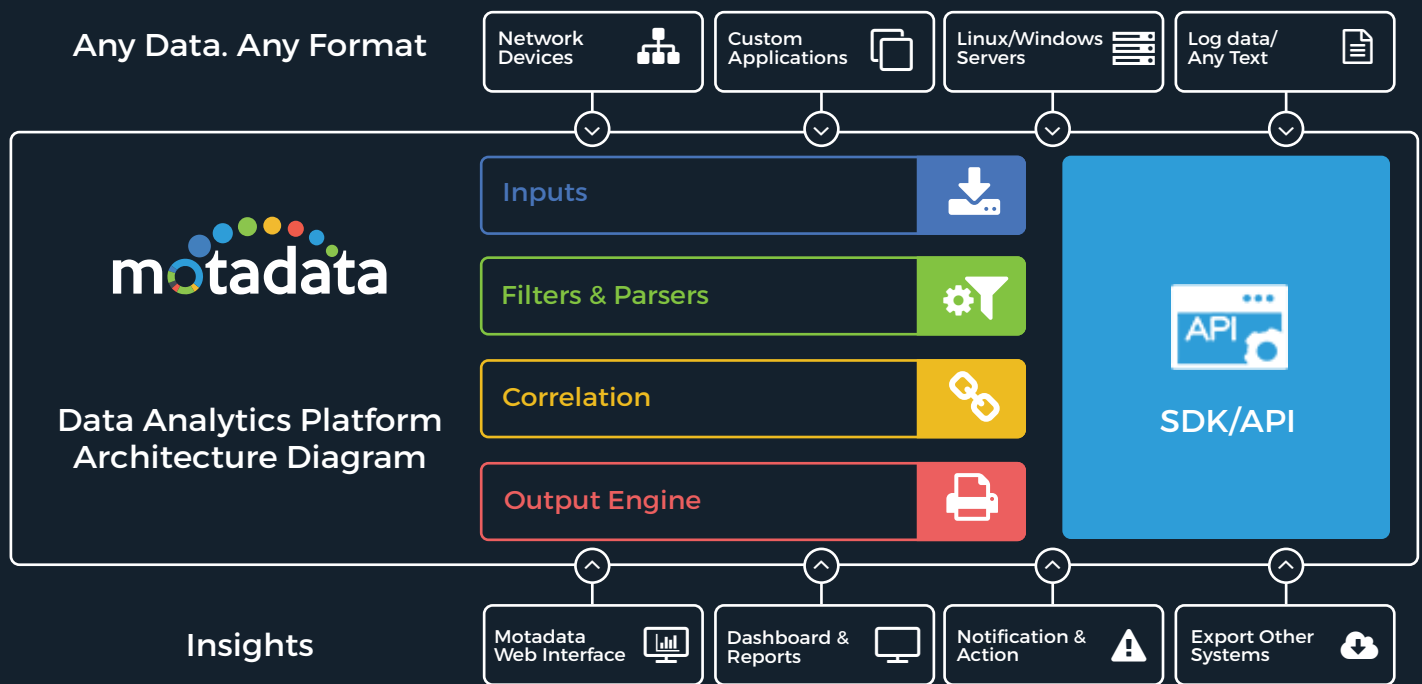 Any Data. Any Format
Network
Devices
Custom
Applications
Linux/Windows
Servers
Log data/
Any Text
Inputs
motadata
Filters & Parsers
API
Data Analytics Platform
Architecture Diagram
Correlation
SDK/API
Output Engine
Insights
Motadata
Web Interface
Dashboard &
Reports
Notification &
Action
Export Other
Systems